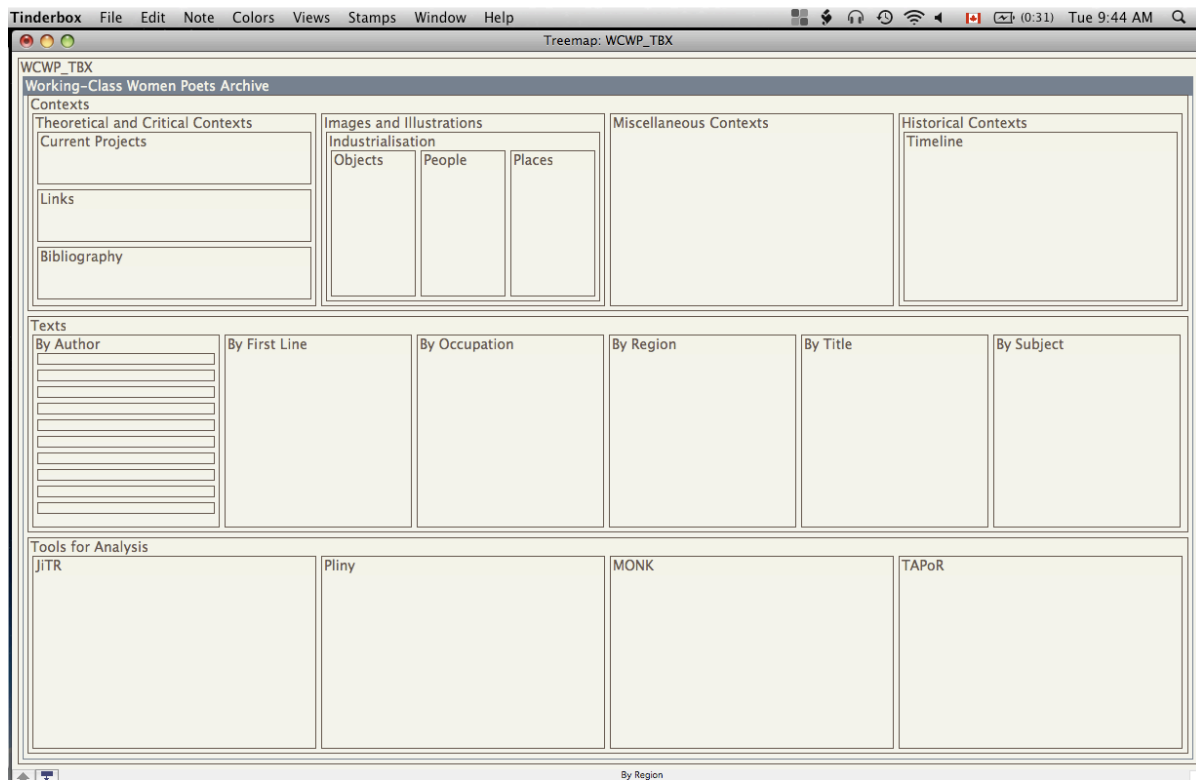 Tinderbox File Edit Note Colors Views Stamps Window Help (0:31) Tue 9:44 AM
Treemap: WCWP_TBX
WCWP_TBX
Working-Class Women Poets Archive
Contexts
Theoretical and Critical Contexts
Current Projects
Links
Bibliography
Images and Illustrations
Industrialisation
Objects
People
Places
Miscellaneous Contexts
Historical Contexts
Timeline
Texts
By Author
By First Line
By Occupation
By Region
By Title
By Subject
Tools for Analysis
JiTR
Pliny
MONK
TAPoR
By Region